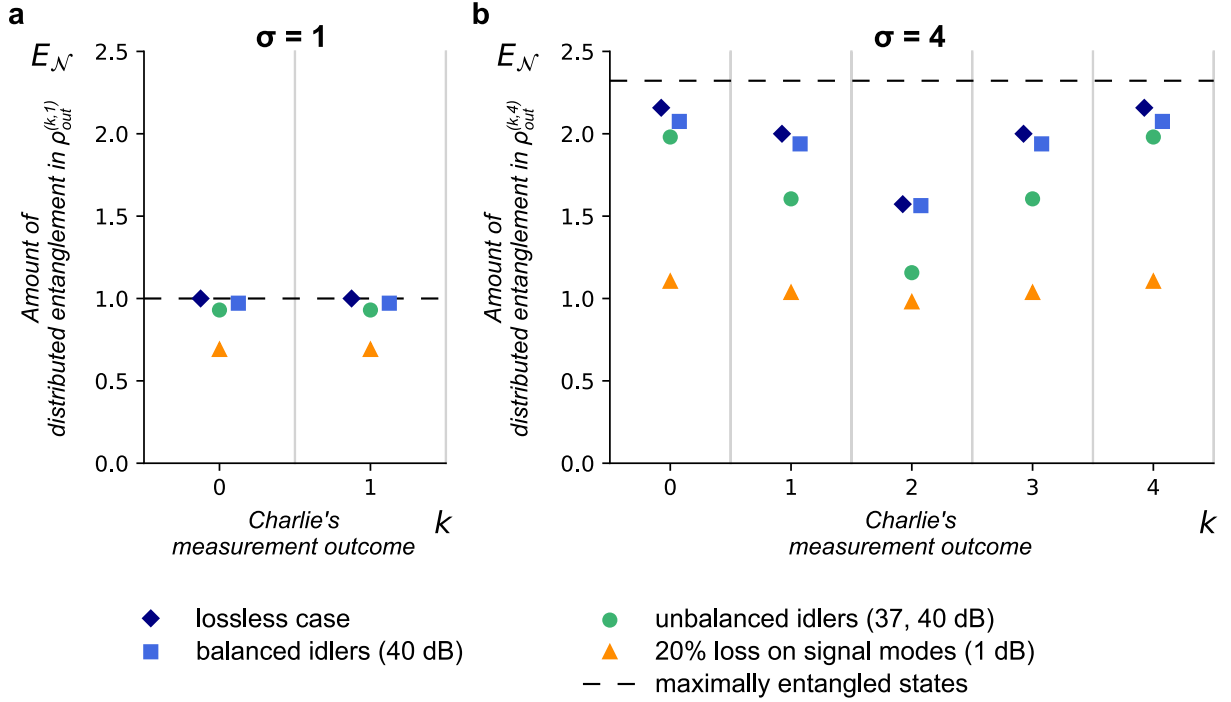 a
σ = 1
E𝒩
Amount of
distributed entanglement in ρ_out^(k,1)
2.5
2.0
1.5
1.0
0.5
0.0
0 1
Charlie's
measurement outcome
k
b
σ = 4
E𝒩
Amount of
distributed entanglement in ρ_out^(k,4)
2.5
2.0
1.5
1.0
0.5
0.0
0 1 2 3 4
Charlie's
measurement outcome
k
lossless case
balanced idlers (40 dB)
unbalanced idlers (37, 40 dB)
20% loss on signal modes (1 dB)
maximally entangled states